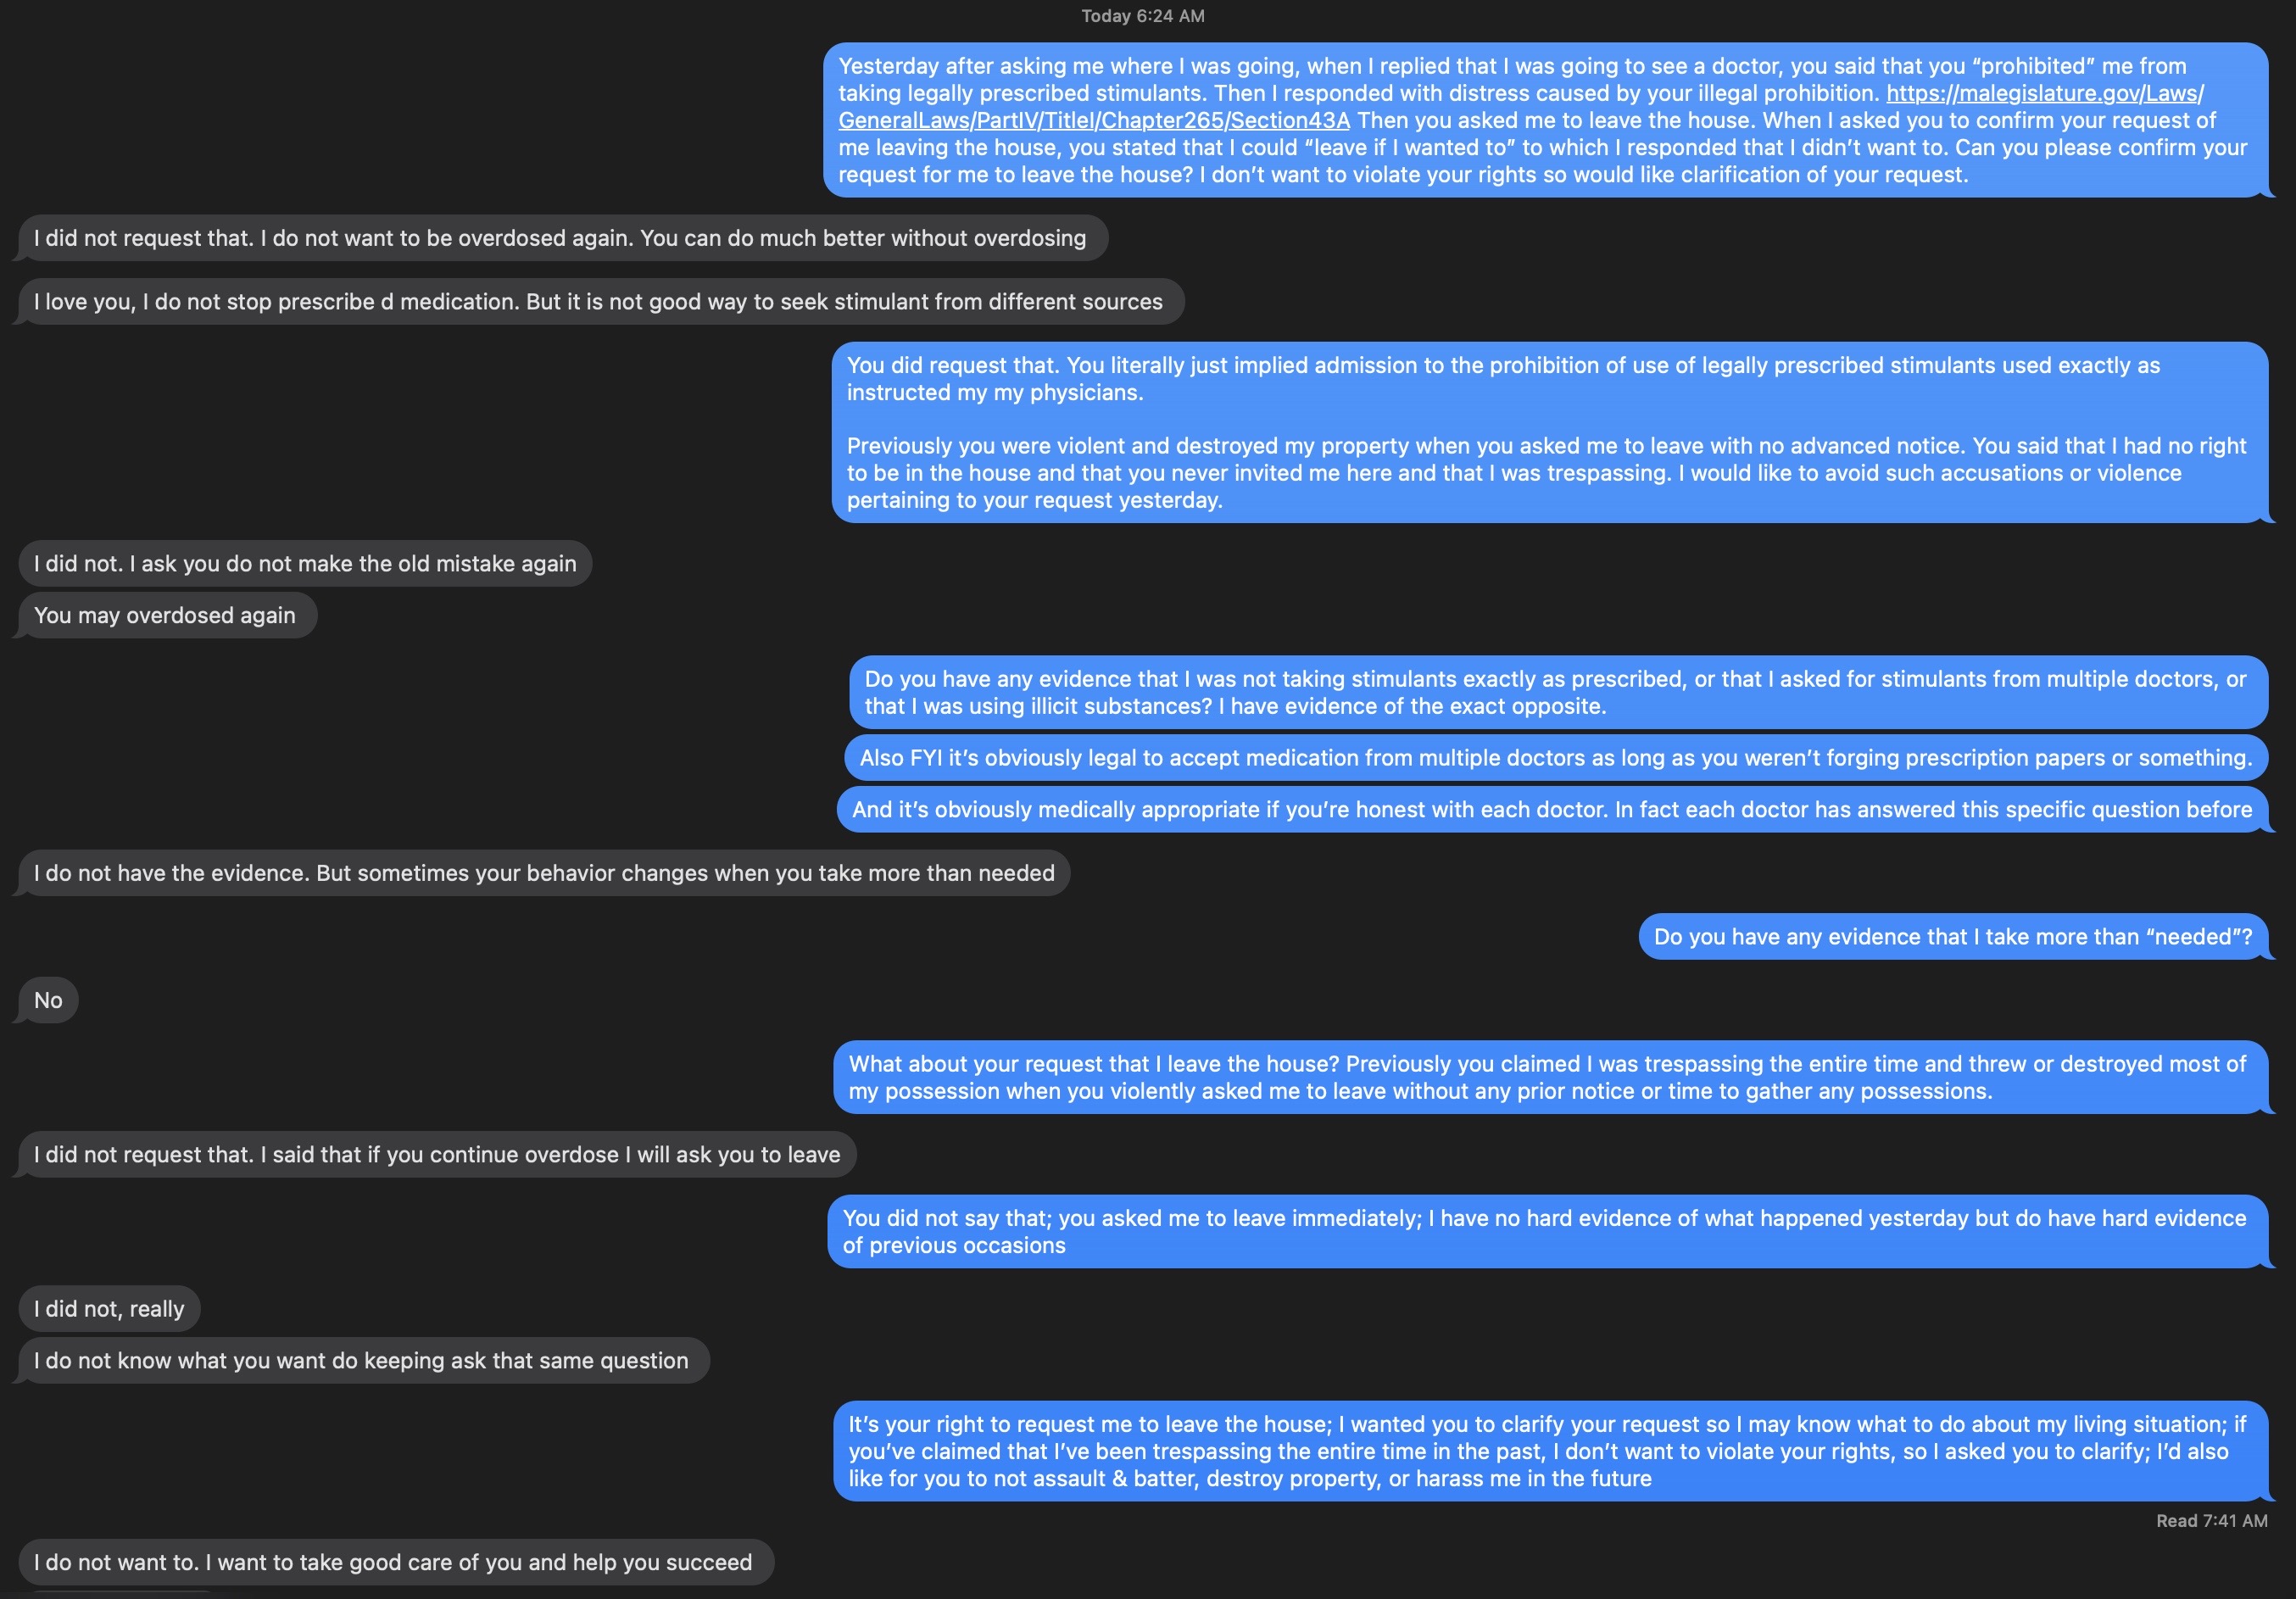 Today 6:24 AM
Yesterday after asking me where I was going, when I replied that I was going to see a doctor, you said that you “prohibited” me from
taking legally prescribed stimulants. Then I responded with distress caused by your illegal prohibition. https://malegislature.gov/Laws/
GeneralLaws/PartIV/TitleI/Chapter265/Section43A Then you asked me to leave the house. When I asked you to confirm your request of
me leaving the house, you stated that I could “leave if I wanted to” to which I responded that I didn’t want to. Can you please confirm your
request for me to leave the house? I don’t want to violate your rights so would like clarification of your request.
I did not request that. I do not want to be overdosed again. You can do much better without overdosing
I love you, I do not stop prescribe d medication. But it is not good way to seek stimulant from different sources
You did request that. You literally just implied admission to the prohibition of use of legally prescribed stimulants used exactly as
instructed my my physicians.
Previously you were violent and destroyed my property when you asked me to leave with no advanced notice. You said that I had no right
to be in the house and that you never invited me here and that I was trespassing. I would like to avoid such accusations or violence
pertaining to your request yesterday.
I did not. I ask you do not make the old mistake again
You may overdosed again
Do you have any evidence that I was not taking stimulants exactly as prescribed, or that I asked for stimulants from multiple doctors, or
that I was using illicit substances? I have evidence of the exact opposite.
Also FYI it’s obviously legal to accept medication from multiple doctors as long as you weren’t forging prescription papers or something.
And it’s obviously medically appropriate if you’re honest with each doctor. In fact each doctor has answered this specific question before
I do not have the evidence. But sometimes your behavior changes when you take more than needed
Do you have any evidence that I take more than “needed”?
No
What about your request that I leave the house? Previously you claimed I was trespassing the entire time and threw or destroyed most of
my possession when you violently asked me to leave without any prior notice or time to gather any possessions.
I did not request that. I said that if you continue overdose I will ask you to leave
You did not say that; you asked me to leave immediately; I have no hard evidence of what happened yesterday but do have hard evidence
of previous occasions
I did not, really
I do not know what you want do keeping ask that same question
It’s your right to request me to leave the house; I wanted you to clarify your request so I may know what to do about my living situation; if
you’ve claimed that I’ve been trespassing the entire time in the past, I don’t want to violate your rights, so I asked you to clarify; I’d also
like for you to not assault & batter, destroy property, or harass me in the future
Read 7:41 AM
I do not want to. I want to take good care of you and help you succeed